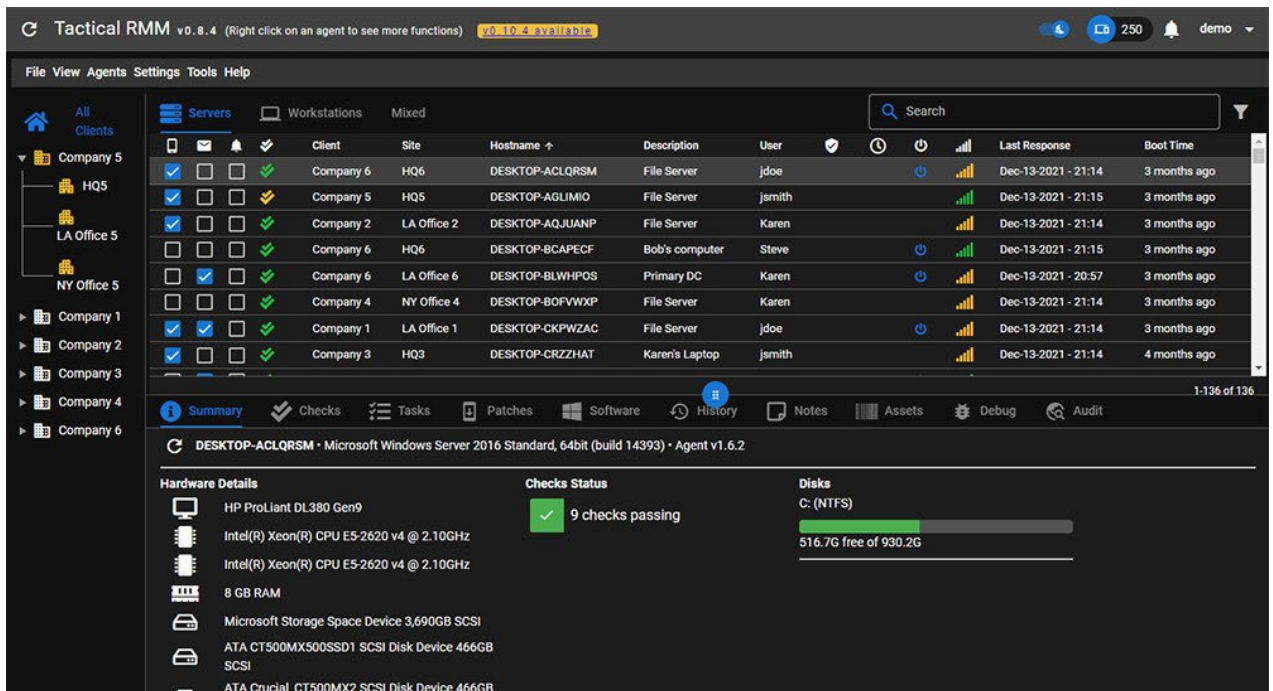 Tactical RMM v0.8.4 (Right click on an agent to see more functions) v0.10.4 available 250 demo
File View Agents Settings Tools Help
All
Clients
Company 5
HQ5
LA Office 5
NY Office 5
Company 1
Company 2
Company 3
Company 4
Company 6
Servers Workstations Mixed Search
Client Site Hostname Description User Last Response Boot Time
Company 6 HQ6 DESKTOP-ACLQRSM File Server jdoe Dec-13-2021 - 21:14 3 months ago
Company 5 HQ5 DESKTOP-AGLIMIO File Server jsmith Dec-13-2021 - 21:15 3 months ago
Company 2 LA Office 2 DESKTOP-AQJUANP File Server Karen Dec-13-2021 - 21:14 3 months ago
Company 6 HQ6 DESKTOP-BCAPECF Bob's computer Steve Dec-13-2021 - 21:15 3 months ago
Company 6 LA Office 6 DESKTOP-BLWHPOS Primary DC Karen Dec-13-2021 - 20:57 3 months ago
Company 4 NY Office 4 DESKTOP-BOFVWXP File Server Karen Dec-13-2021 - 21:14 3 months ago
Company 1 LA Office 1 DESKTOP-CKPWZAC File Server jdoe Dec-13-2021 - 21:14 3 months ago
Company 3 HQ3 DESKTOP-CRZZHAT Karen's Laptop jsmith Dec-13-2021 - 21:14 4 months ago
1-136 of 136
Summary Checks Tasks Patches Software History Notes Assets Debug Audit
DESKTOP-ACLQRSM • Microsoft Windows Server 2016 Standard, 64bit (build 14393) • Agent v1.6.2
Hardware Details
HP ProLiant DL380 Gen9
Intel(R) Xeon(R) CPU E5-2620 v4 @ 2.10GHz
Intel(R) Xeon(R) CPU E5-2620 v4 @ 2.10GHz
8 GB RAM
Microsoft Storage Space Device 3,690GB SCSI
ATA CT500MX500SSD1 SCSI Disk Device 466GB
SCSI
ATA Crucial_CT500MX2 SCSI Disk Device 466GB
Checks Status
9 checks passing
Disks
C: (NTFS)
516.7G free of 930.2G